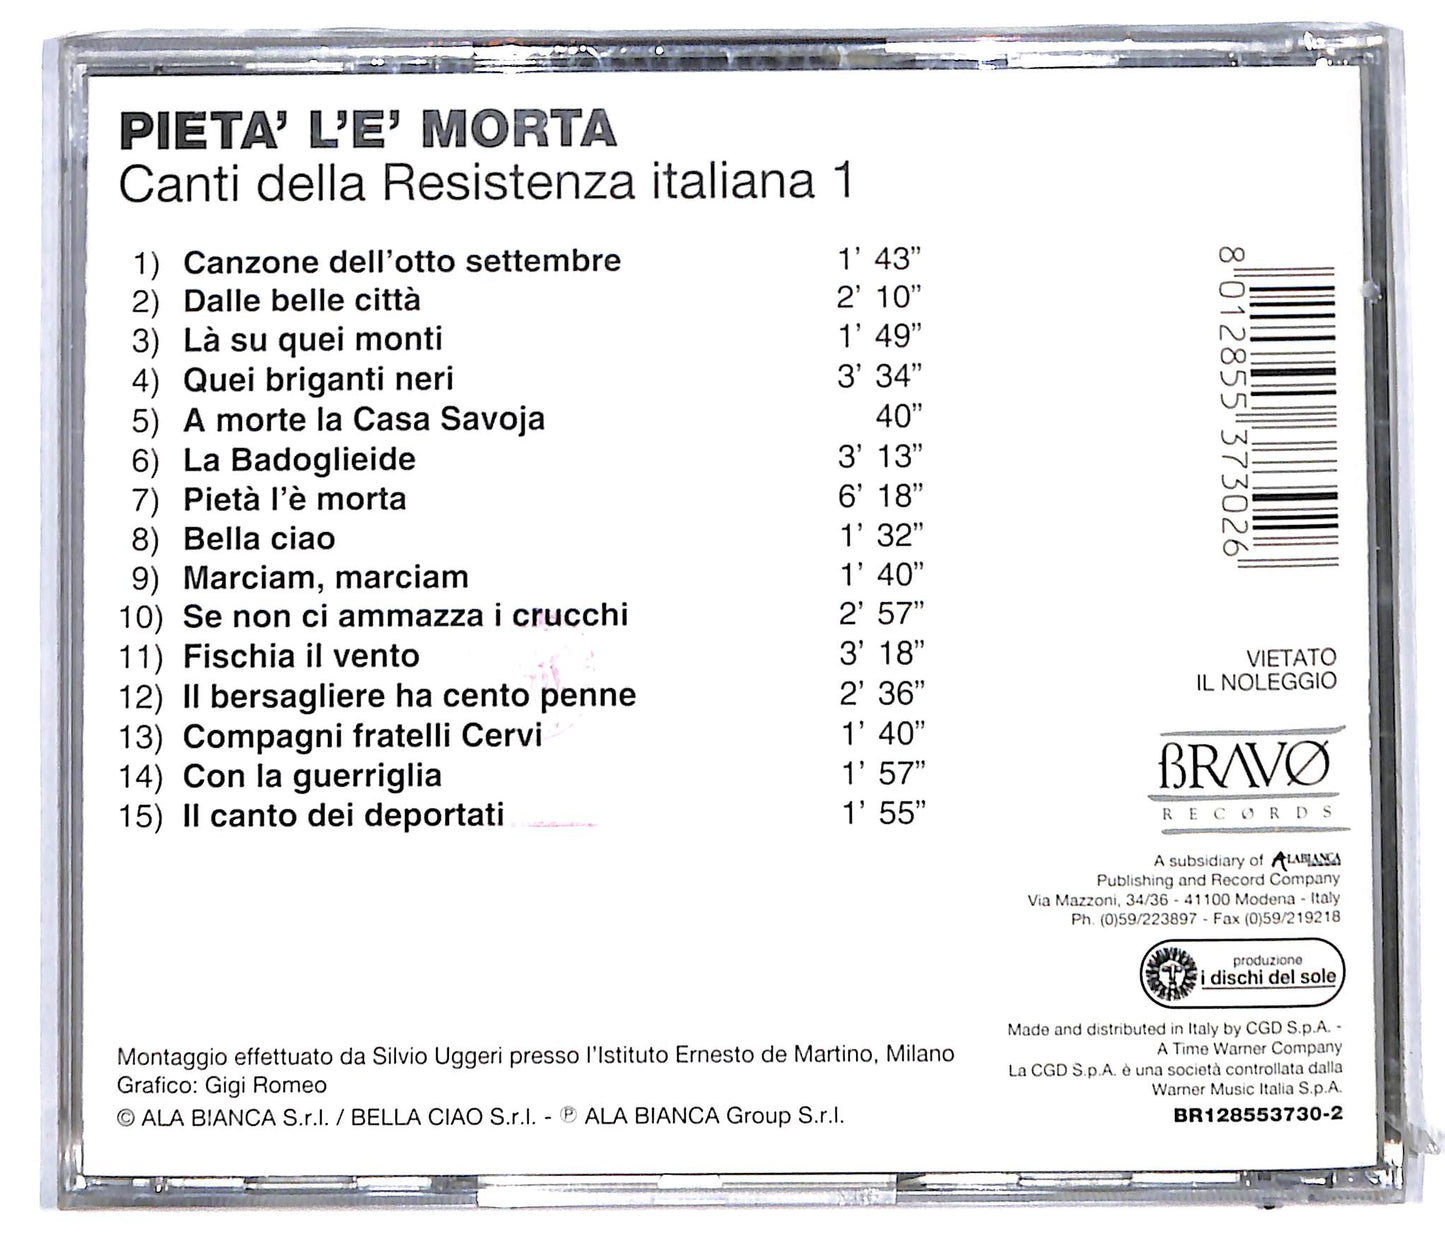 PIETA' L'E' MORTA
Canti della Resistenza italiana 1
1) Canzone dell'otto settembre 1' 43"
2) Dalle belle città 2' 10"
3) Là su quei monti 1' 49"
4) Quei briganti neri 3' 34"
5) A morte la Casa Savoja 40"
6) La Badoglieide 3' 13"
7) Pietà l'è morta 6' 18"
8) Bella ciao 1' 32"
9) Marciam, marciam 1' 40"
10) Se non ci ammazza i crucchi 2' 57"
11) Fischia il vento 3' 18"
12) Il bersagliere ha cento penne 2' 36"
13) Compagni fratelli Cervi 1' 40"
14) Con la guerriglia 1' 57"
15) Il canto dei deportati 1' 55"
8 012855 373026
VIETATO
IL NOLEGGIO
BRAVØ
RECØRDS
A subsidiary of ALABIANCA
Publishing and Record Company
Via Mazzoni, 34/36 - 41100 Modena - Italy
Ph. (0)59/223897 - Fax (0)59/219218
produzione
i dischi del sole
Made and distributed in Italy by CGD S.p.A. -
A Time Warner Company
La CGD S.p.A. è una società controllata dalla
Warner Music Italia S.p.A.
BR128553730-2
Montaggio effettuato da Silvio Uggeri presso l'Istituto Ernesto de Martino, Milano
Grafico: Gigi Romeo
© ALA BIANCA S.r.l. / BELLA CIAO S.r.l. - ℗ ALA BIANCA Group S.r.l.